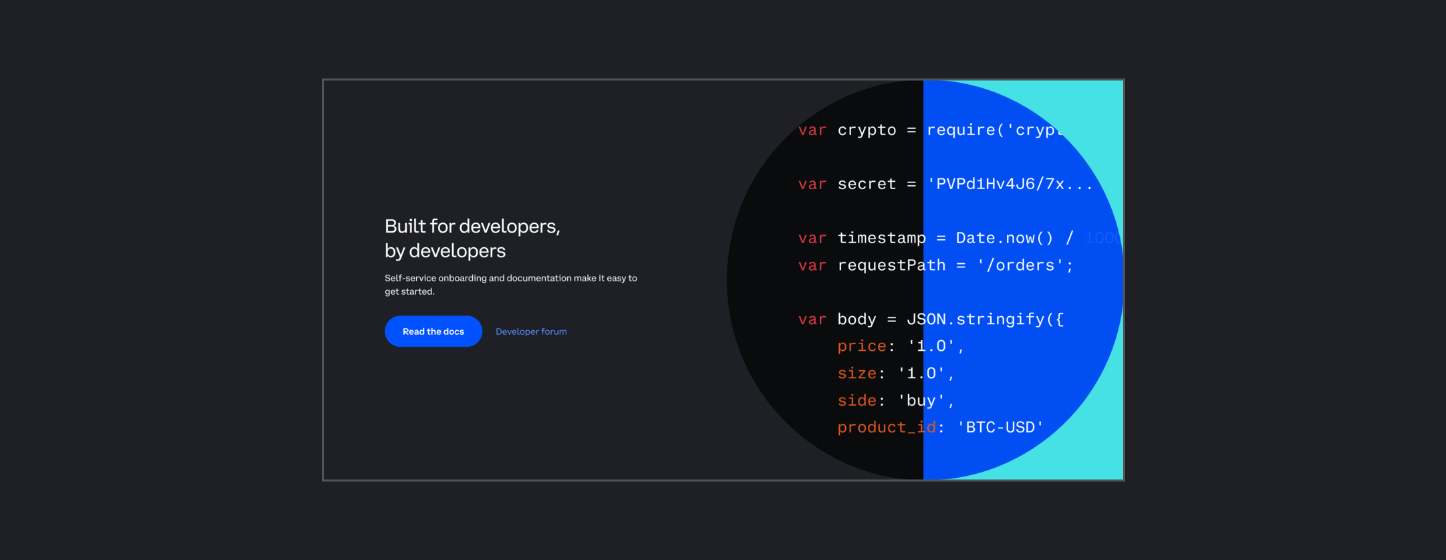 Built for developers,
by developers
Self-service onboarding and documentation make it easy to
get started.
Read the docs
Developer forum
var crypto = require('crypt
var secret = 'PVPd1Hv4J6/7x...
var timestamp = Date.now() / 1000
var requestPath = '/orders';
var body = JSON.stringify({
price: '1.0',
size: '1.0',
side: 'buy',
product_id: 'BTC-USD'